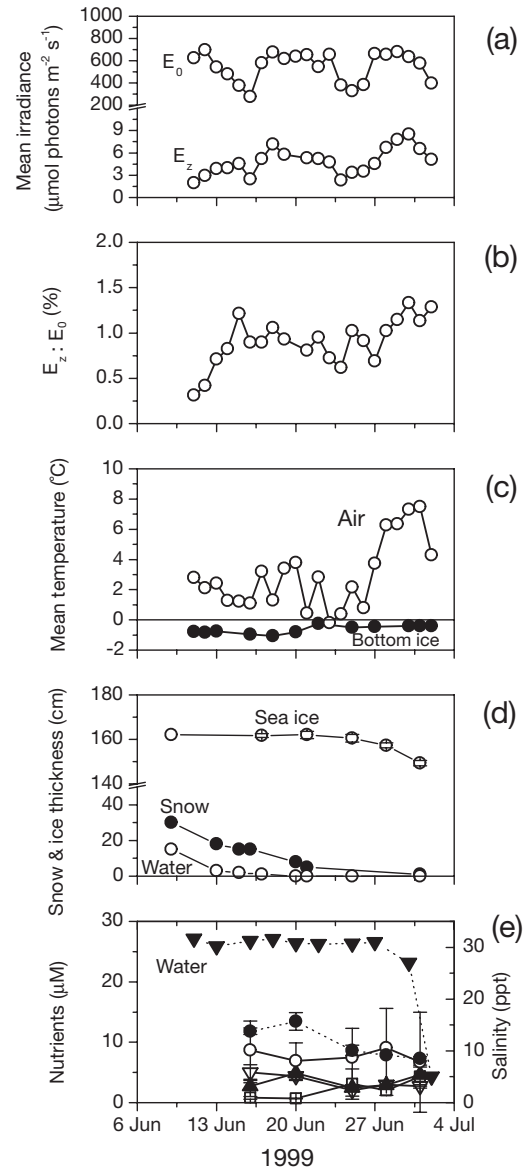 (a)
Mean irradiance
(μmol photons m⁻² s⁻¹)
1000
800
600
400
200
9
6
3
0
E₀
E_z
(b)
E_z : E₀ (%)
2.0
1.5
1.0
0.5
0.0
(c)
Mean temperature (°C)
10
8
6
4
2
0
-2
Air
Bottom ice
(d)
Snow & ice thickness (cm)
180
160
140
40
20
0
Sea ice
Snow
Water
(e)
Nutrients (μM)
30
25
20
15
10
5
0
Water
Salinity (ppt)
30
20
10
0
6 Jun 13 Jun 20 Jun 27 Jun 4 Jul
1999